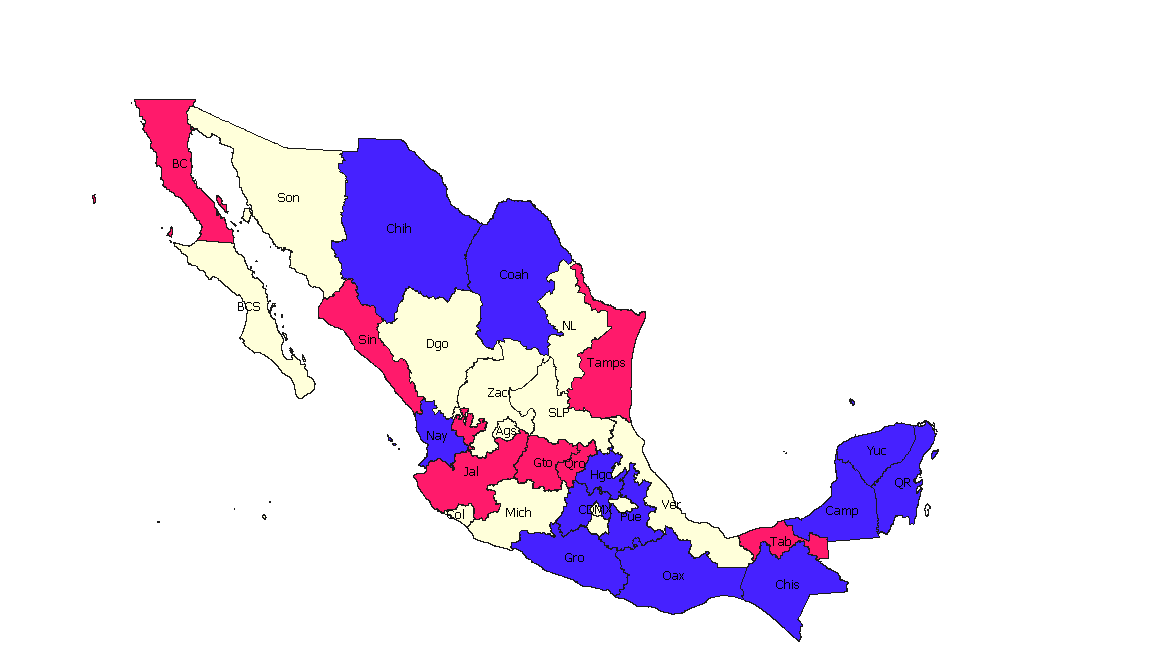 BC
Son
Chih
Coah
BCS
NL
Sin
Dgo
Tamps
Zac
SLP
Ags
Nay
Yuc
Jal
Gto
Qro
Hgo
QR
Col
Mich
CDMX
Pue
Ver
Camp
Tab
Gro
Oax
Chis